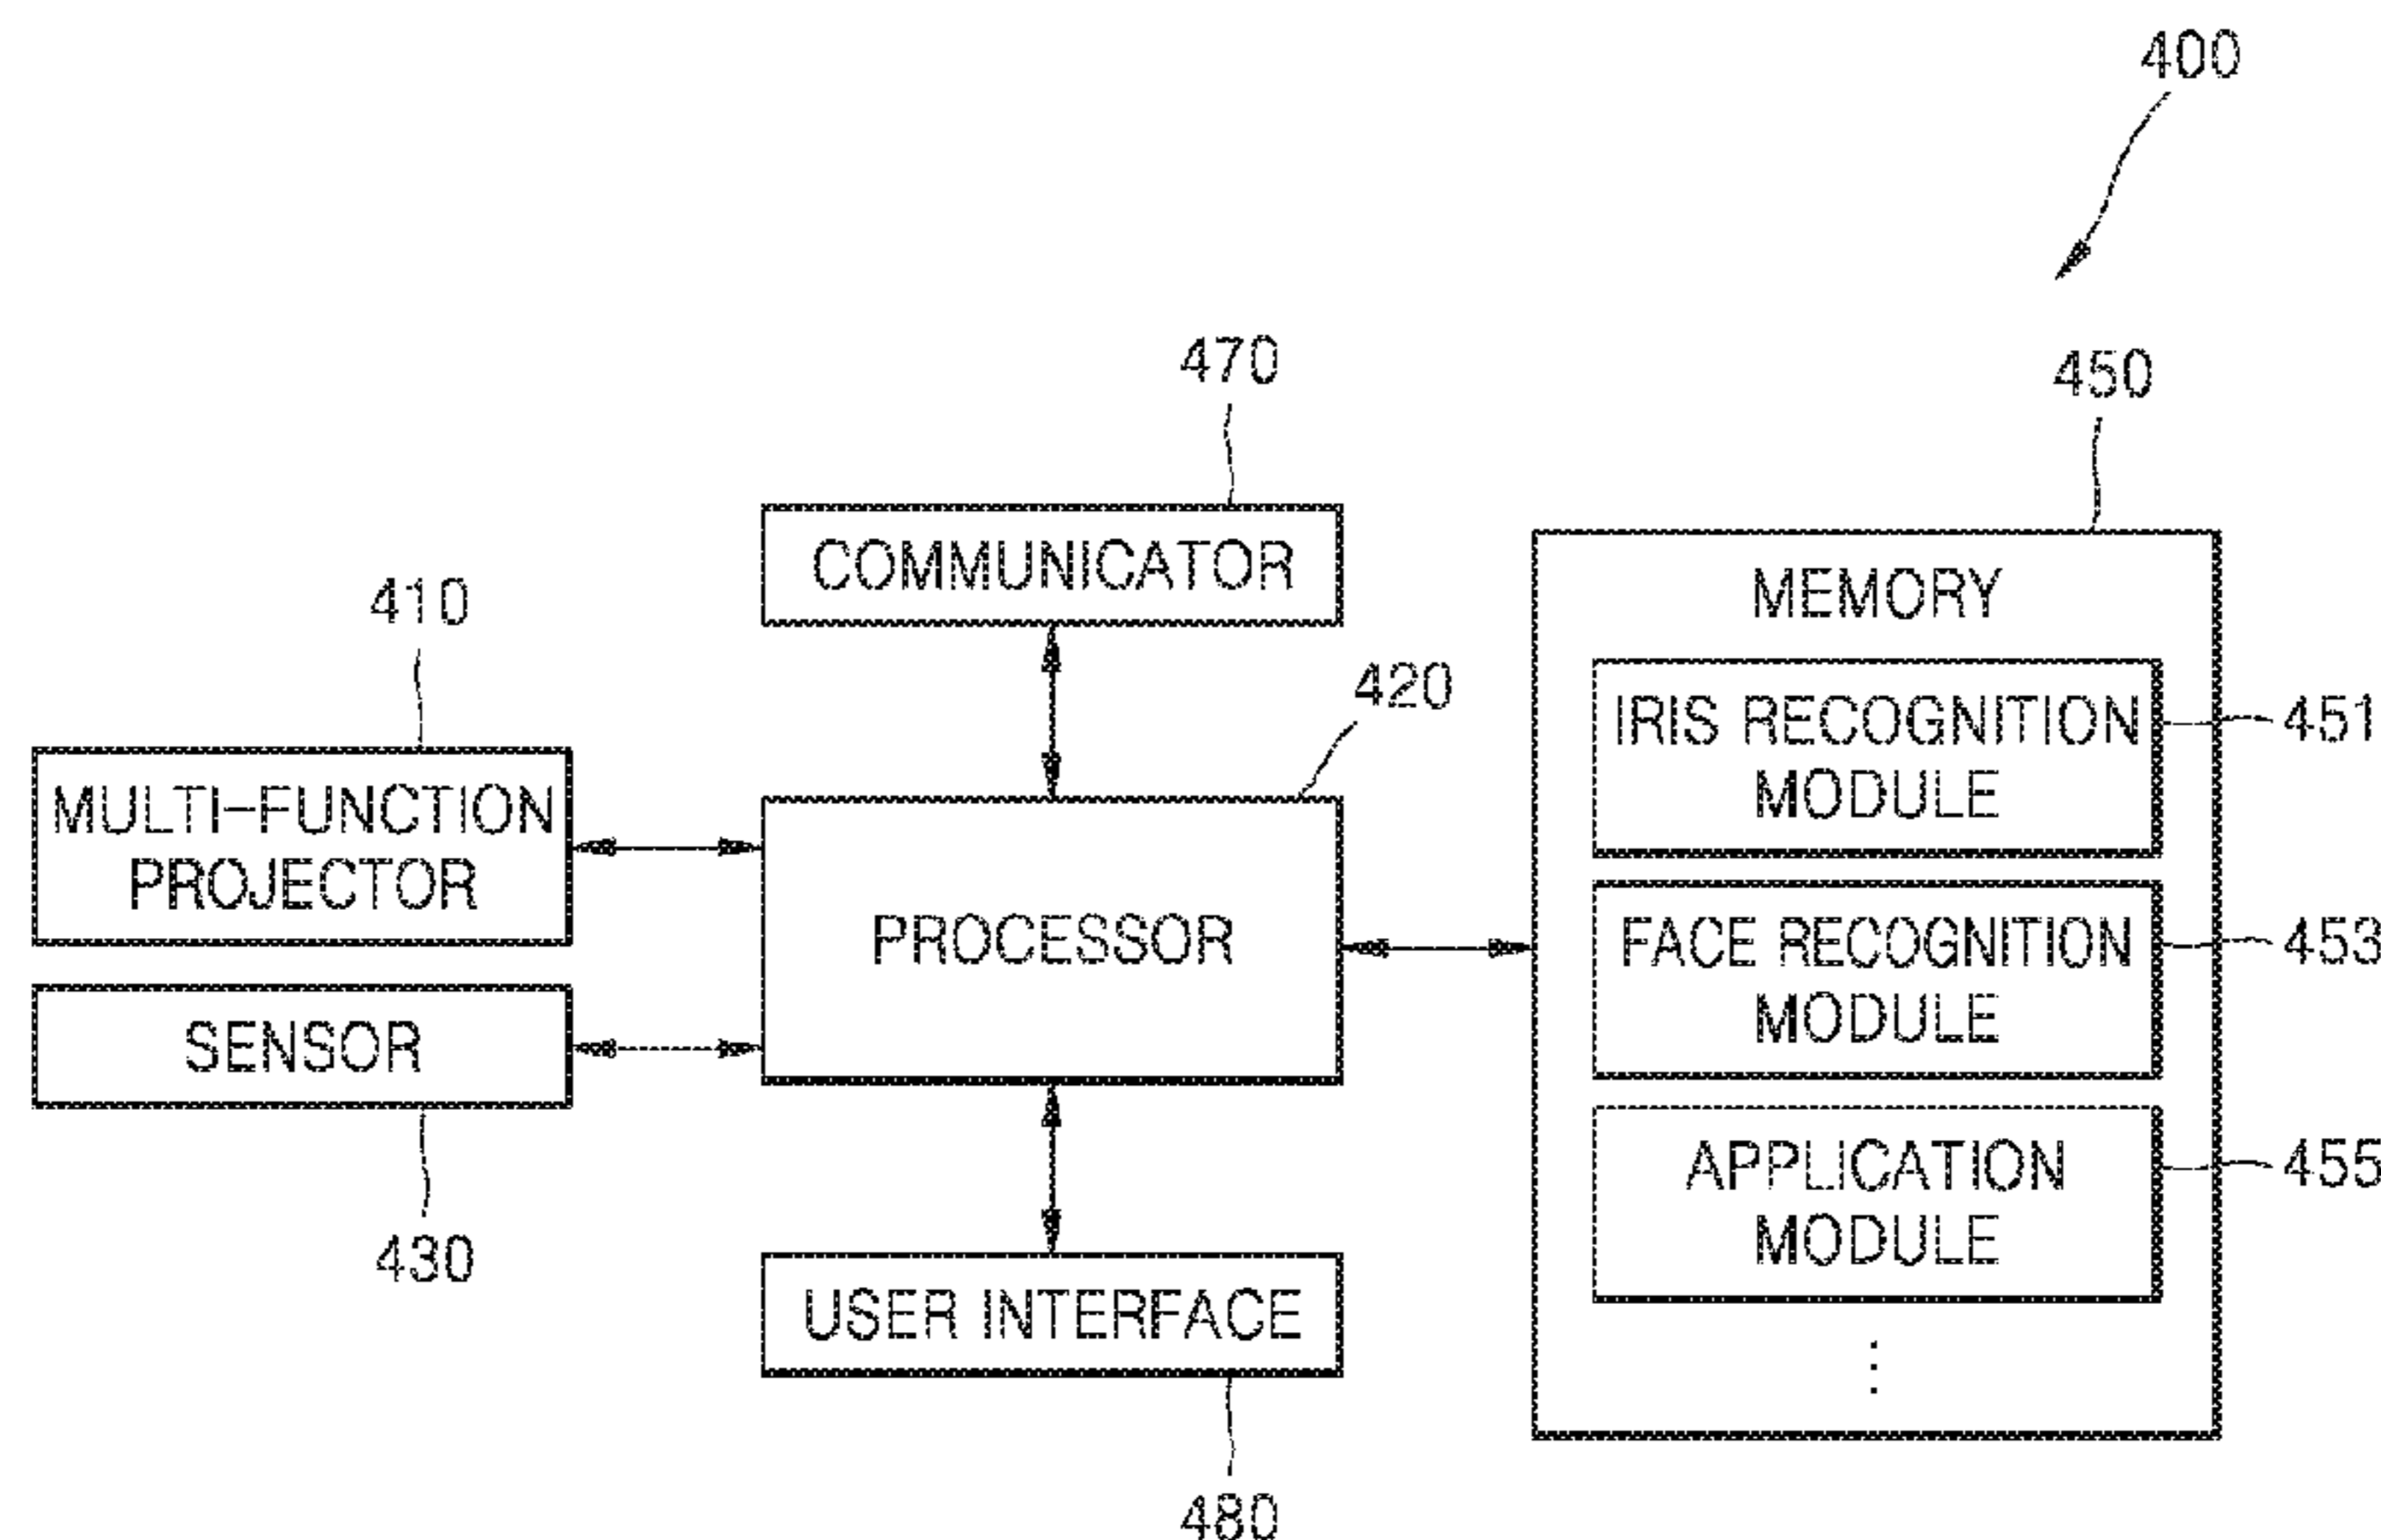 400
470
450
COMMUNICATOR
MEMORY
410
420
IRIS RECOGNITION
MODULE
451
MULTI-FUNCTION
PROJECTOR
PROCESSOR
FACE RECOGNITION
MODULE
453
SENSOR
430
APPLICATION
MODULE
455
USER INTERFACE
480